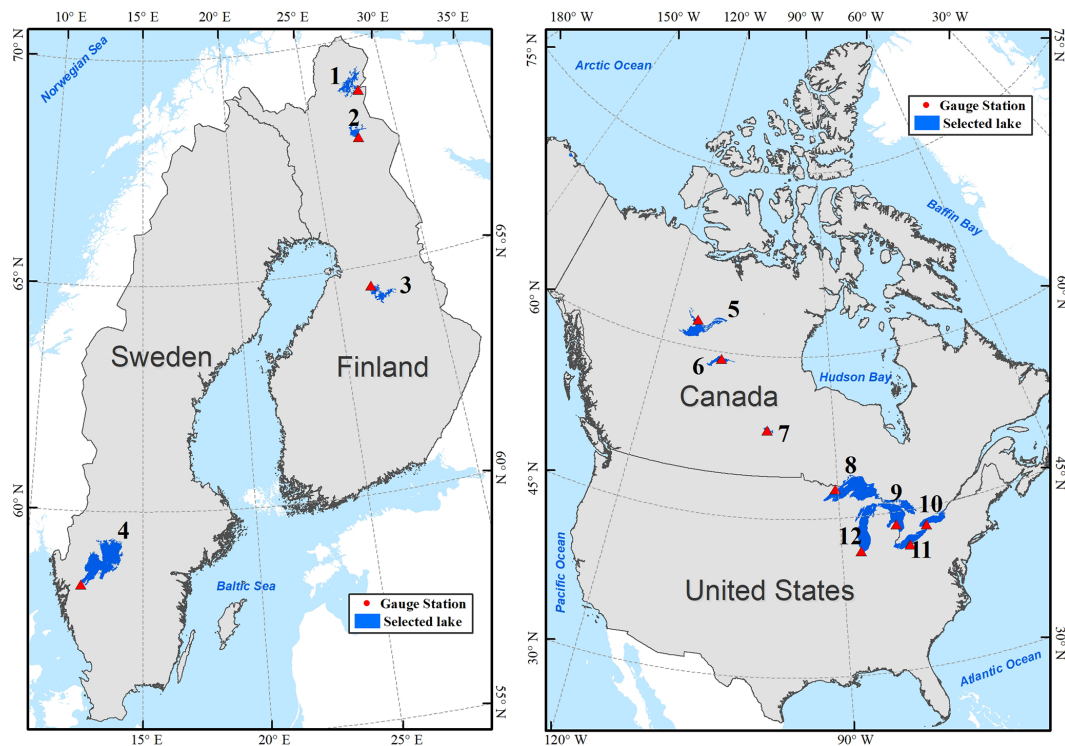 10° E
15° E
20° E
25° E
30° E
35° E
40° E
70° N
Norwegian Sea
1
2
65° N
65° N
3
Sweden
Finland
60° N
60° N
4
Baltic Sea
Gauge Station
Selected lake
55° N
15° E
20° E
25° E
180° W
150° W
120° W
90° W
60° W
30° W
75° N
75° N
Arctic Ocean
Gauge Station
Selected lake
Baffin Bay
60° N
60° N
5
6
Hudson Bay
Canada
7
45° N
45° N
8
9
10
12
11
Pacific Ocean
United States
30° N
30° N
Atlantic Ocean
120° W
90° W